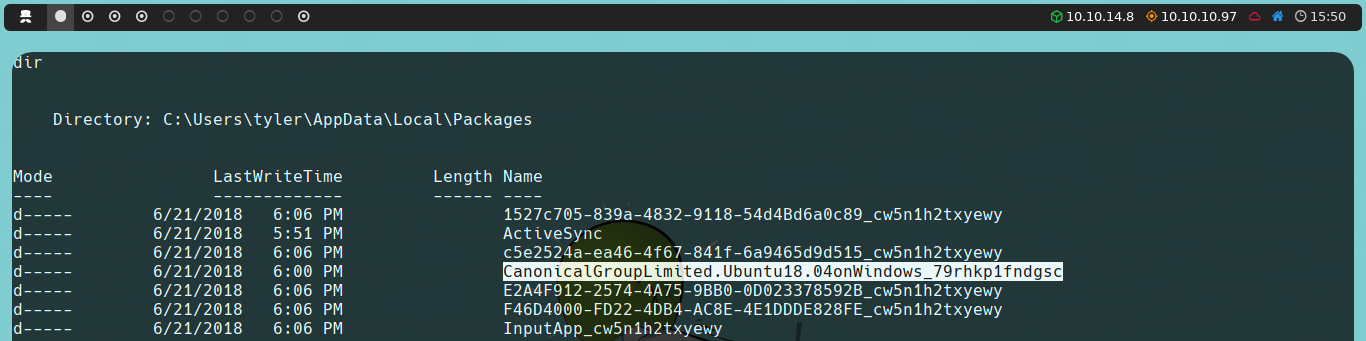 10.10.14.8 10.10.10.97 15:50
dir
Directory: C:\Users\tyler\AppData\Local\Packages
Mode LastWriteTime Length Name
---- ------------- ------ ----
d----- 6/21/2018 6:06 PM 1527c705-839a-4832-9118-54d4Bd6a0c89_cw5n1h2txyewy
d----- 6/21/2018 5:51 PM ActiveSync
d----- 6/21/2018 6:06 PM c5e2524a-ea46-4f67-841f-6a9465d9d515_cw5n1h2txyewy
d----- 6/21/2018 6:00 PM CanonicalGroupLimited.Ubuntu18.04onWindows_79rhkp1fndgsc
d----- 6/21/2018 6:06 PM E2A4F912-2574-4A75-9BB0-0D023378592B_cw5n1h2txyewy
d----- 6/21/2018 6:06 PM F46D4000-FD22-4DB4-AC8E-4E1DDDE828FE_cw5n1h2txyewy
d----- 6/21/2018 6:06 PM InputApp_cw5n1h2txyewy